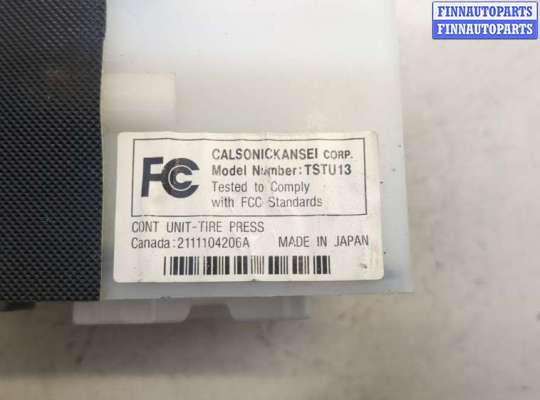 FINNAUTOPARTS
FINNAUTOPARTS
FC
CALSONICKANSEI CORP.
Model Number:TSTU13
Tested to Comply
with FCC Standards
CONT UNIT-TIRE PRESS
Canada:2111104206A MADE IN JAPAN